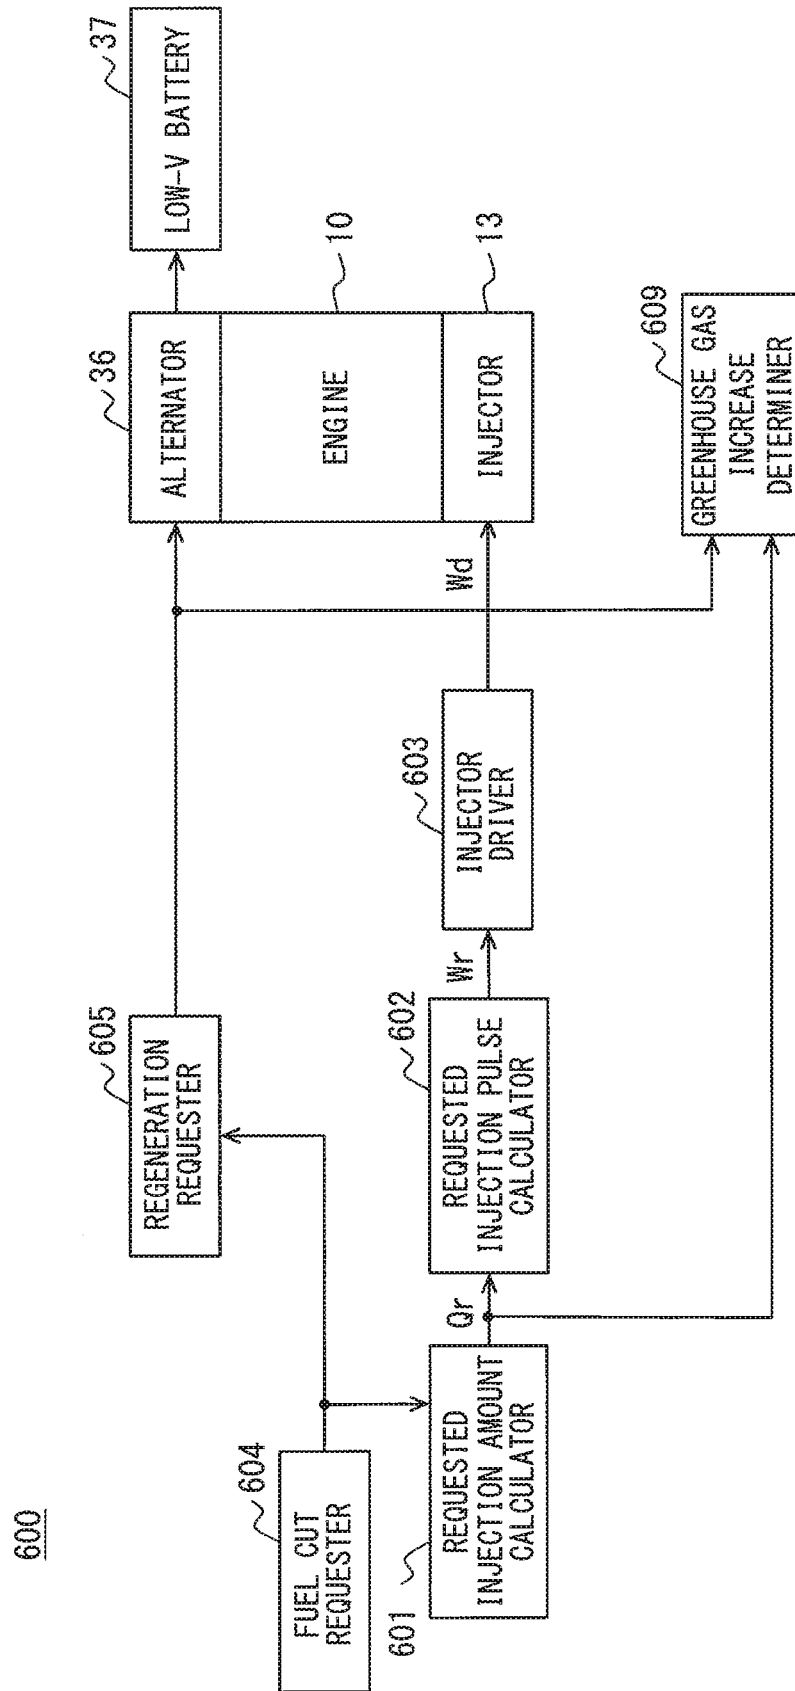 600
FUEL CUT
REQUESTER
604
601
REQUESTED
INJECTION AMOUNT
CALCULATOR
Qr
REGENERATION
REQUESTER
605
REQUESTED
INJECTION PULSE
CALCULATOR
602
Wr
INJECTOR
DRIVER
603
Wd
ALTERNATOR
36
ENGINE
10
INJECTOR
13
LOW-V BATTERY
37
GREENHOUSE GAS
INCREASE
DETERMINER
609